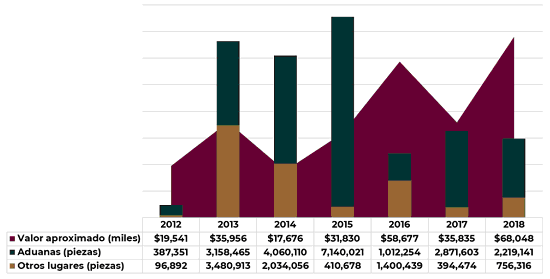 2012 2013 2014 2015 2016 2017 2018
Valor aproximado (miles) $19,541 $35,956 $17,676 $31,830 $58,677 $35,835 $68,048
Aduanas (piezas) 387,351 3,158,465 4,060,110 7,140,021 1,012,254 2,871,603 2,219,141
Otros lugares (piezas) 96,892 3,480,913 2,034,056 410,678 1,400,439 394,474 756,316